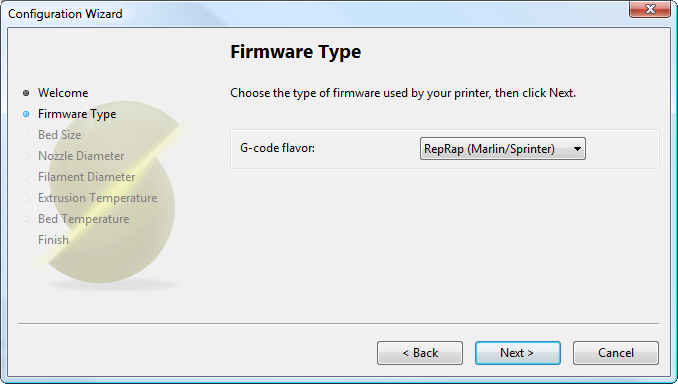 Configuration Wizard
Firmware Type
Welcome
Firmware Type
Bed Size
Nozzle Diameter
Filament Diameter
Extrusion Temperature
Bed Temperature
Finish
Choose the type of firmware used by your printer, then click Next.
G-code flavor:
RepRap (Marlin/Sprinter)
< Back
Next >
Cancel